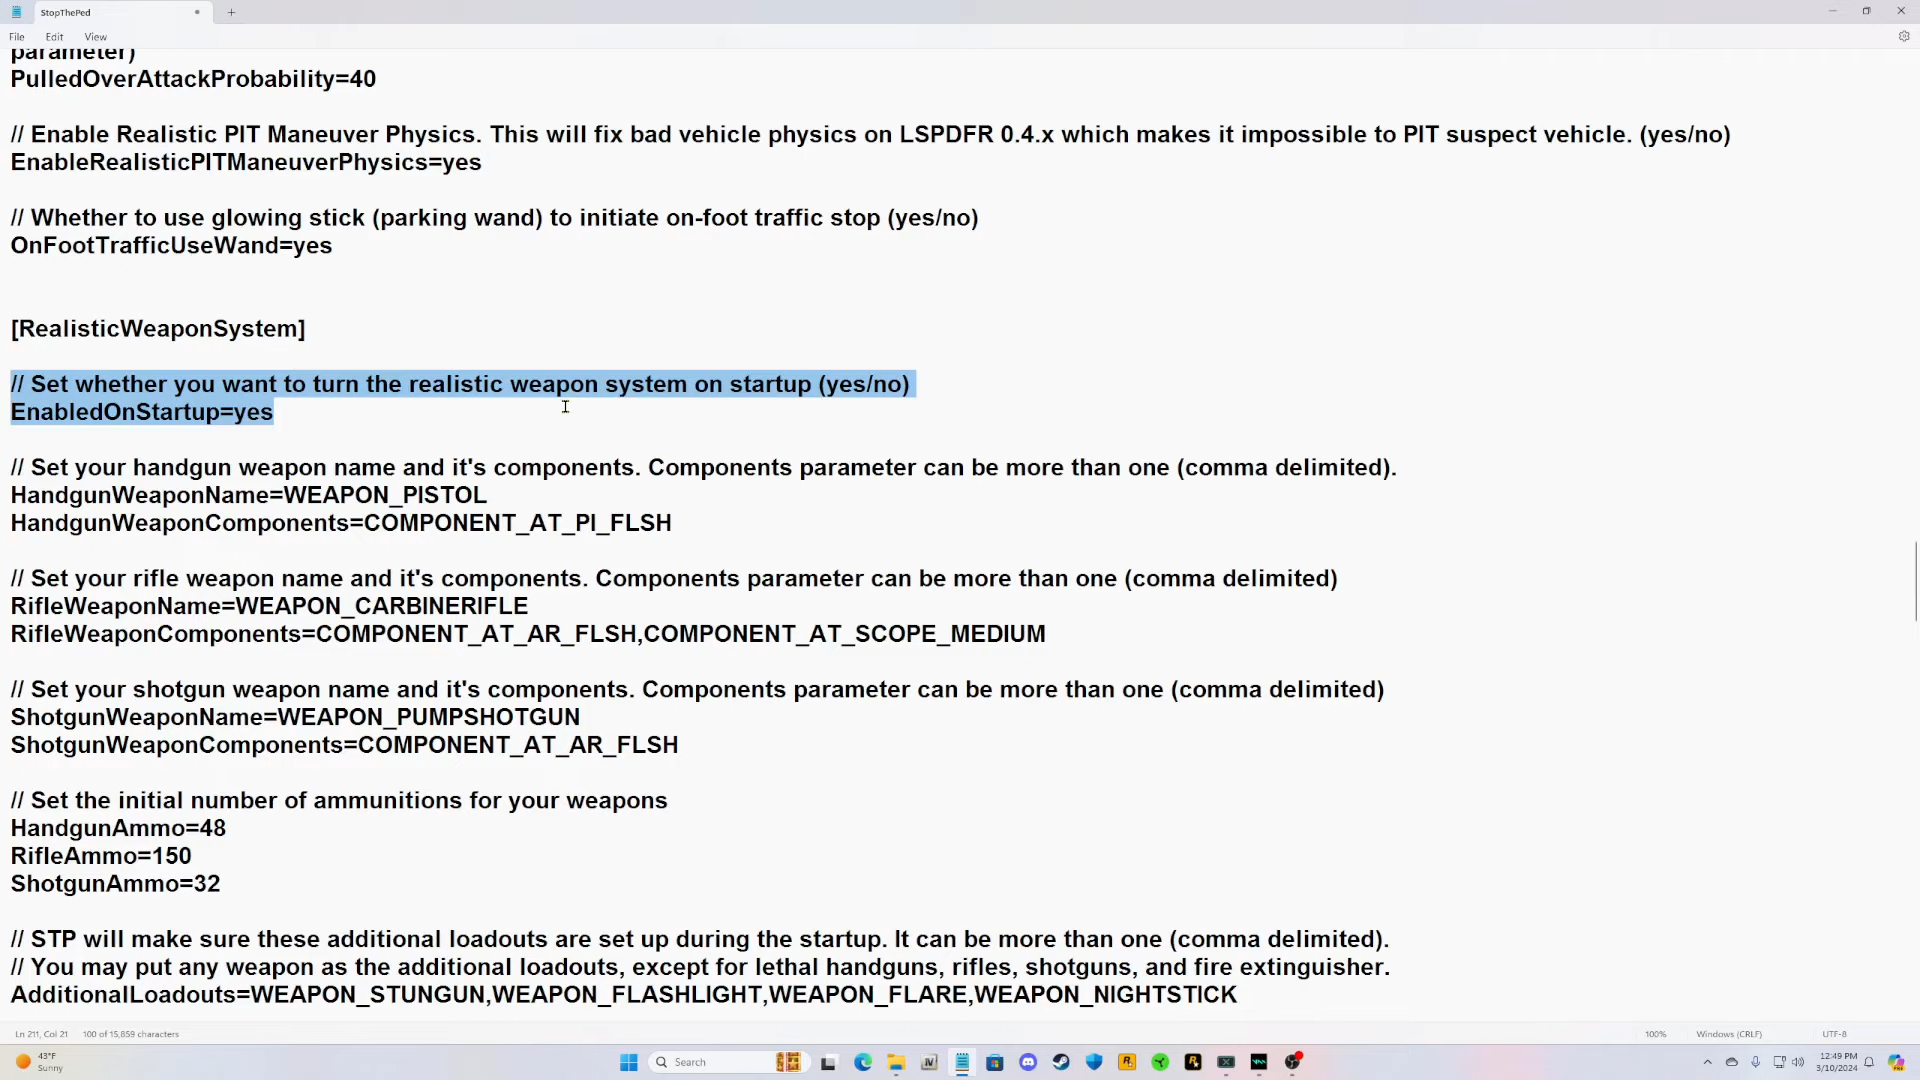 StopThePed
File Edit View
parameter)
PulledOverAttackProbability=40
// Enable Realistic PIT Maneuver Physics. This will fix bad vehicle physics on LSPDFR 0.4.x which makes it impossible to PIT suspect vehicle. (yes/no)
EnableRealisticPITManeuverPhysics=yes
// Whether to use glowing stick (parking wand) to initiate on-foot traffic stop (yes/no)
OnFootTrafficUseWand=yes
[RealisticWeaponSystem]
// Set whether you want to turn the realistic weapon system on startup (yes/no)
EnabledOnStartup=yes
// Set your handgun weapon name and it's components. Components parameter can be more than one (comma delimited).
HandgunWeaponName=WEAPON_PISTOL
HandgunWeaponComponents=COMPONENT_AT_PI_FLSH
// Set your rifle weapon name and it's components. Components parameter can be more than one (comma delimited)
RifleWeaponName=WEAPON_CARBINERIFLE
RifleWeaponComponents=COMPONENT_AT_AR_FLSH,COMPONENT_AT_SCOPE_MEDIUM
// Set your shotgun weapon name and it's components. Components parameter can be more than one (comma delimited)
ShotgunWeaponName=WEAPON_PUMPSHOTGUN
ShotgunWeaponComponents=COMPONENT_AT_AR_FLSH
// Set the initial number of ammunitions for your weapons
HandgunAmmo=48
RifleAmmo=150
ShotgunAmmo=32
// STP will make sure these additional loadouts are set up during the startup. It can be more than one (comma delimited).
// You may put any weapon as the additional loadouts, except for lethal handguns, rifles, shotguns, and fire extinguisher.
AdditionalLoadouts=WEAPON_STUNGUN,WEAPON_FLASHLIGHT,WEAPON_FLARE,WEAPON_NIGHTSTICK
Ln 211, Col 21 100 of 15,859 characters 100% Windows (CRLF) UTF-8
43°F
Sunny
Search
12:49 PM
3/10/2024